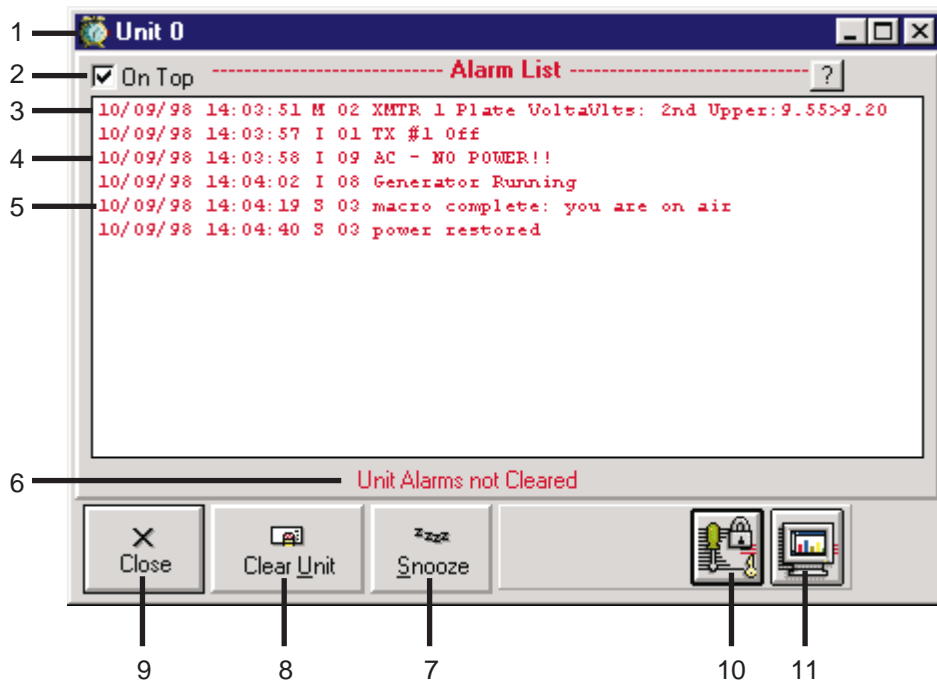 1 Unit 0
2 On Top Alarm List ?
3 10/09/98 14:03:51 M 02 XMTR 1 Plate VoltaVlts: 2nd Upper:9.55>9.20
10/09/98 14:03:57 I 01 TX #1 Off
4 10/09/98 14:03:58 I 09 AC - NO POWER!!
10/09/98 14:04:02 I 08 Generator Running
5 10/09/98 14:04:19 S 03 macro complete: you are on air
10/09/98 14:04:40 S 03 power restored
6 Unit Alarms not Cleared
zzzz
Close Clear Unit Snooze
9 8 7 10 11